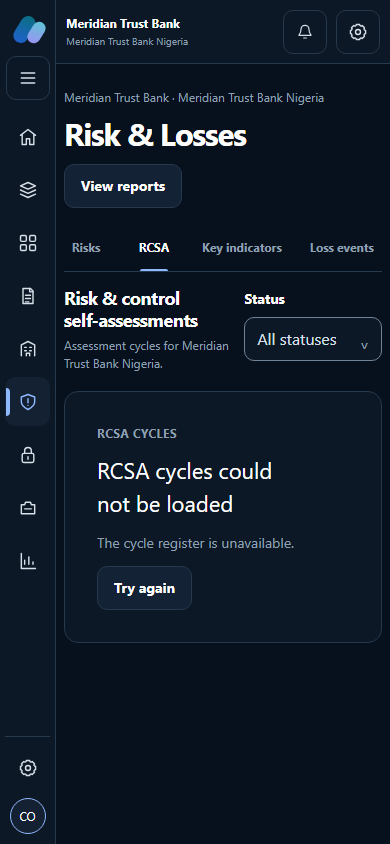 Meridian Trust Bank
Meridian Trust Bank Nigeria
Meridian Trust Bank · Meridian Trust Bank Nigeria
Risk & Losses
View reports
Risks
RCSA
Key indicators
Loss events
Risk & control
self-assessments
Assessment cycles for Meridian
Trust Bank Nigeria.
Status
All statuses
RCSA CYCLES
RCSA cycles could
not be loaded
The cycle register is unavailable.
Try again
CO